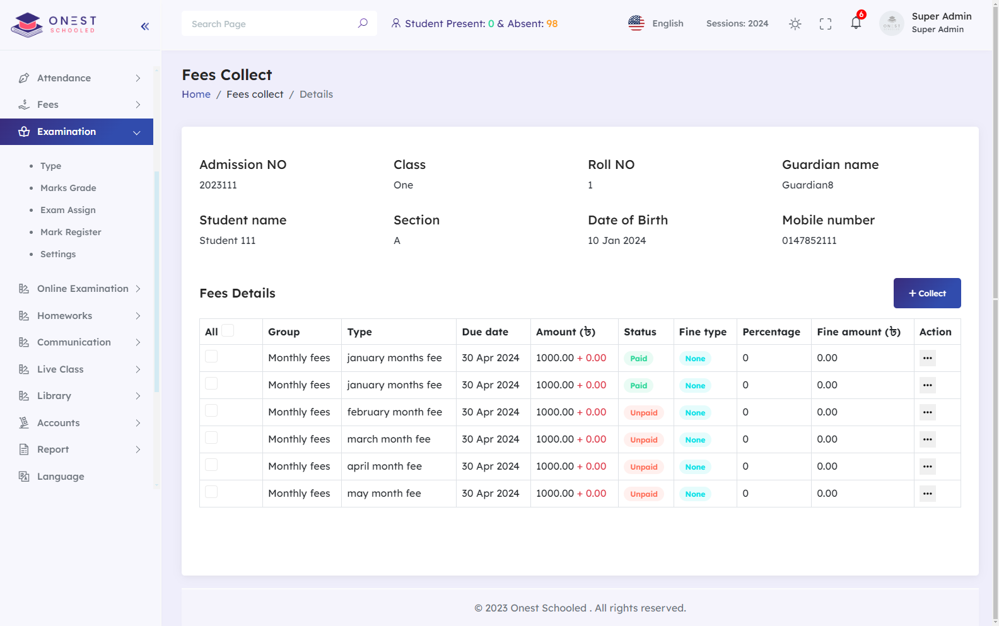 ONEST
SCHOOLED
Search Page
Student Present: 0 & Absent: 98
English
Sessions: 2024
6
Super Admin
Super Admin
Attendance
Fees
Examination
Type
Marks Grade
Exam Assign
Mark Register
Settings
Online Examination
Homeworks
Communication
Live Class
Library
Accounts
Report
Language
Fees Collect
Home / Fees collect / Details
Admission NO Class Roll NO Guardian name
2023111 One 1 Guardian8
Student name Section Date of Birth Mobile number
Student 111 A 10 Jan 2024 0147852111
Fees Details
+ Collect
All Group Type Due date Amount (৳) Status Fine type Percentage Fine amount (৳) Action
Monthly fees january months fee 30 Apr 2024 1000.00 + 0.00 Paid None 0 0.00 •••
Monthly fees january months fee 30 Apr 2024 1000.00 + 0.00 Paid None 0 0.00 •••
Monthly fees february month fee 30 Apr 2024 1000.00 + 0.00 Unpaid None 0 0.00 •••
Monthly fees march month fee 30 Apr 2024 1000.00 + 0.00 Unpaid None 0 0.00 •••
Monthly fees april month fee 30 Apr 2024 1000.00 + 0.00 Unpaid None 0 0.00 •••
Monthly fees may month fee 30 Apr 2024 1000.00 + 0.00 Unpaid None 0 0.00 •••
© 2023 Onest Schooled . All rights reserved.